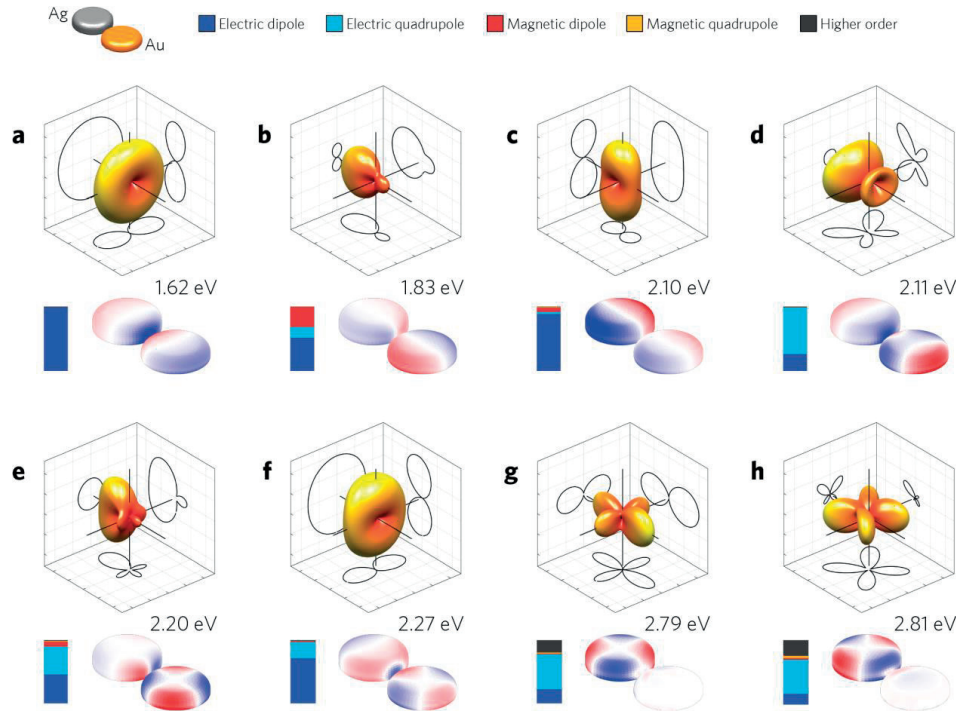 Ag
Au
Electric dipole
Electric quadrupole
Magnetic dipole
Magnetic quadrupole
Higher order
a
b
c
d
1.62 eV
1.83 eV
2.10 eV
2.11 eV
e
f
g
h
2.20 eV
2.27 eV
2.79 eV
2.81 eV